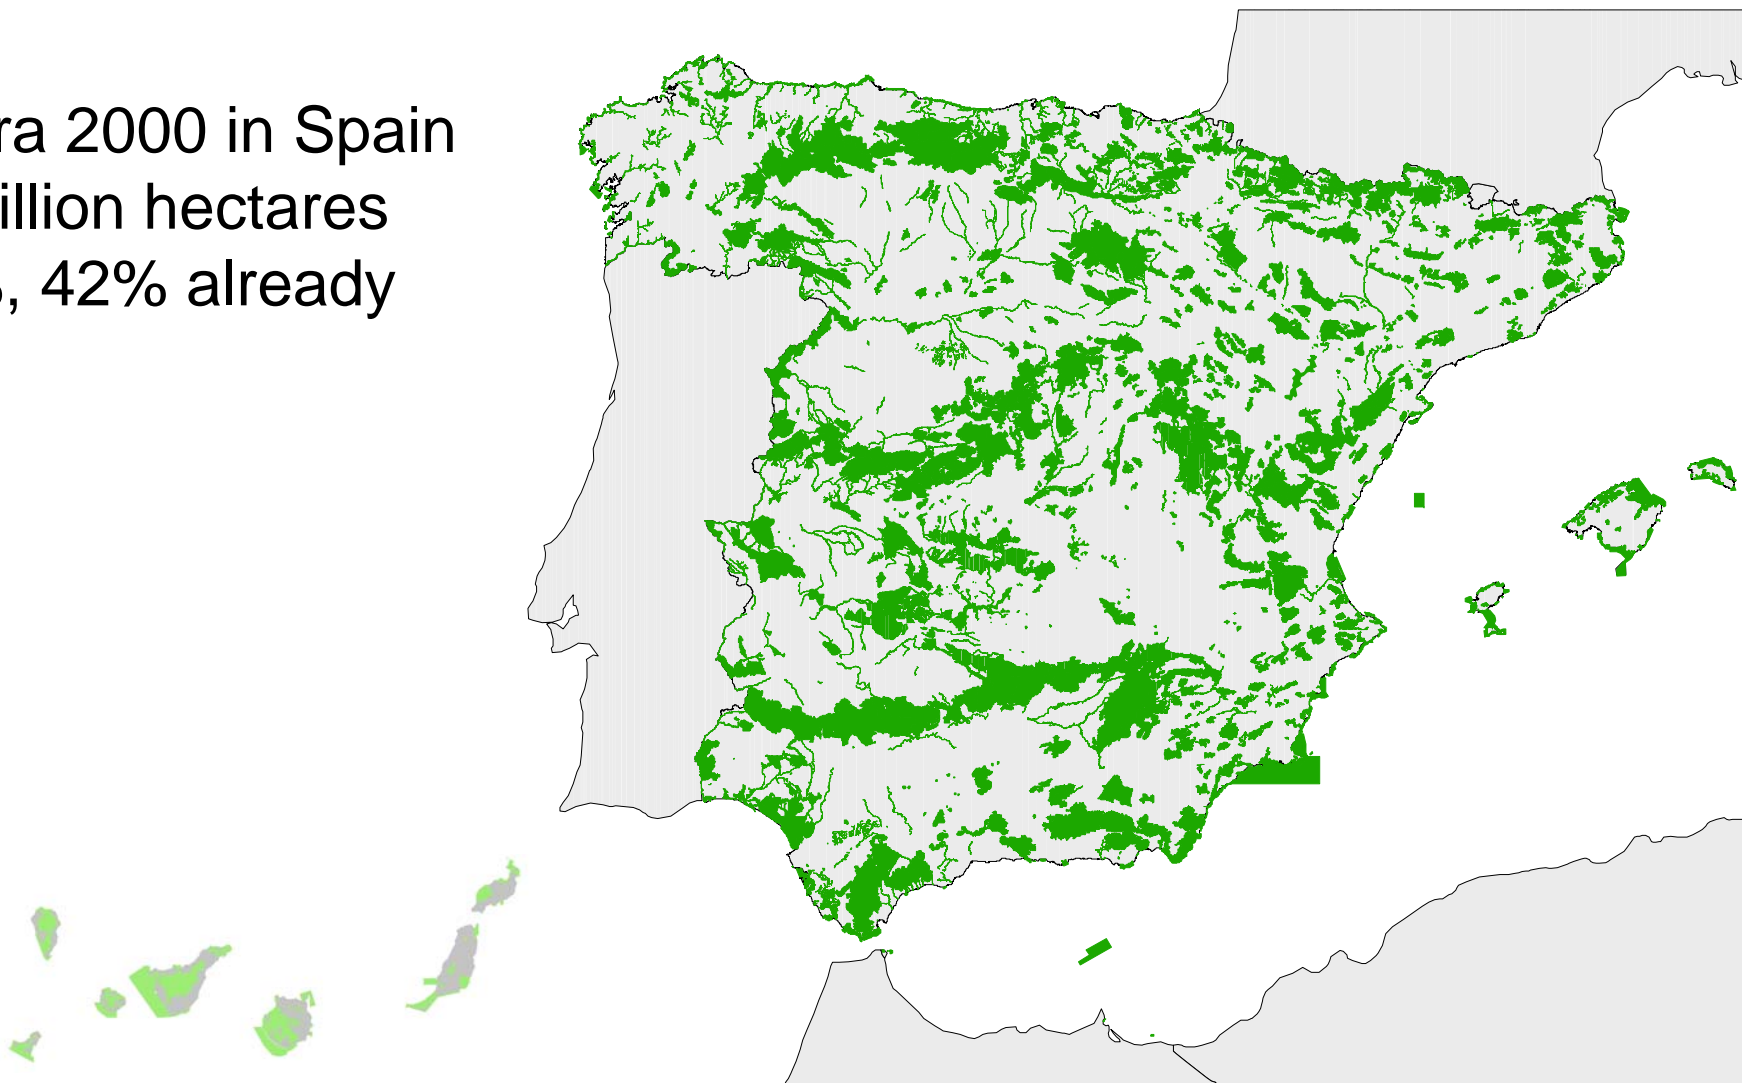 ra 2000 in Spain
illion hectares
, 42% already